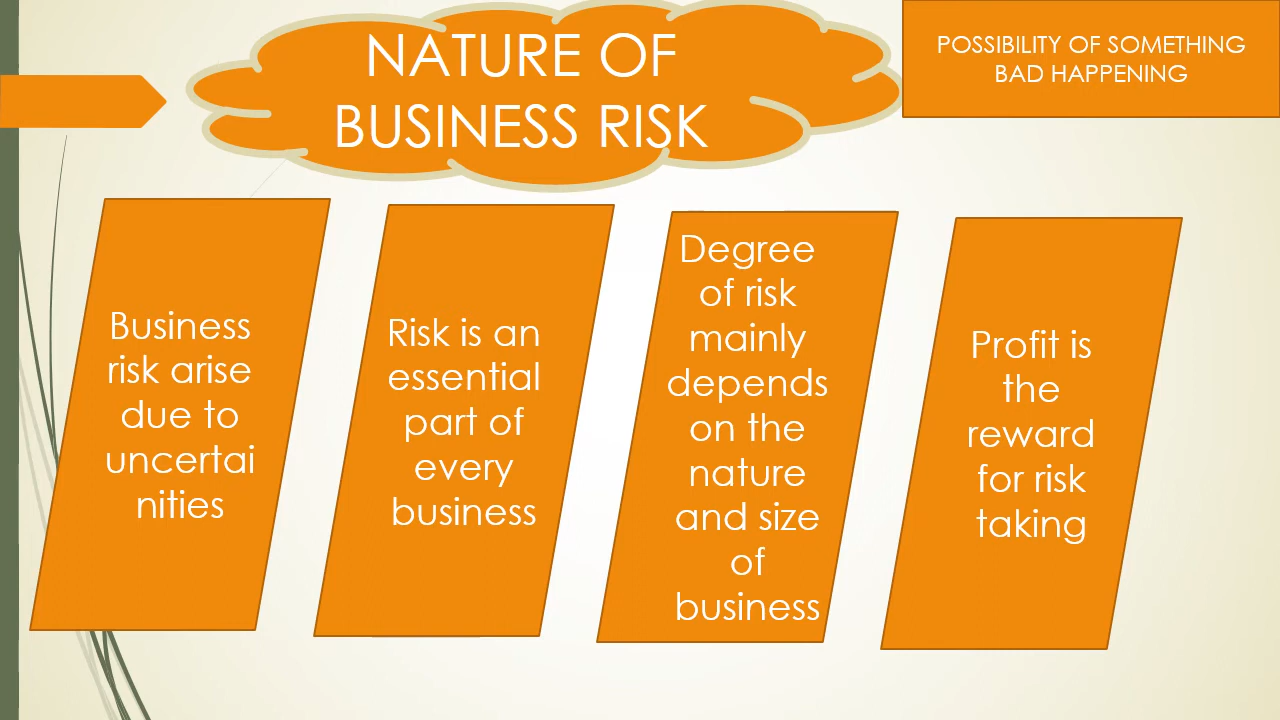 NATURE OF
BUSINESS RISK
POSSIBILITY OF SOMETHING
BAD HAPPENING
Business
risk arise
due to
uncertai
nities
Risk is an
essential
part of
every
business
Degree
of risk
mainly
depends
on the
nature
and size
of
business
Profit is
the
reward
for risk
taking